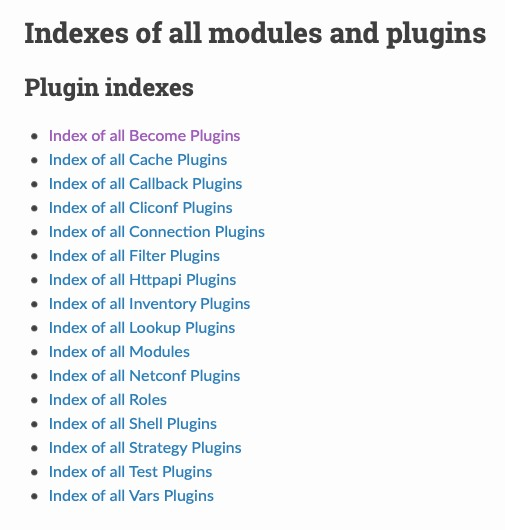 Indexes of all modules and plugins
Plugin indexes
Index of all Become Plugins
Index of all Cache Plugins
Index of all Callback Plugins
Index of all Cliconf Plugins
Index of all Connection Plugins
Index of all Filter Plugins
Index of all Httpapi Plugins
Index of all Inventory Plugins
Index of all Lookup Plugins
Index of all Modules
Index of all Netconf Plugins
Index of all Roles
Index of all Shell Plugins
Index of all Strategy Plugins
Index of all Test Plugins
Index of all Vars Plugins